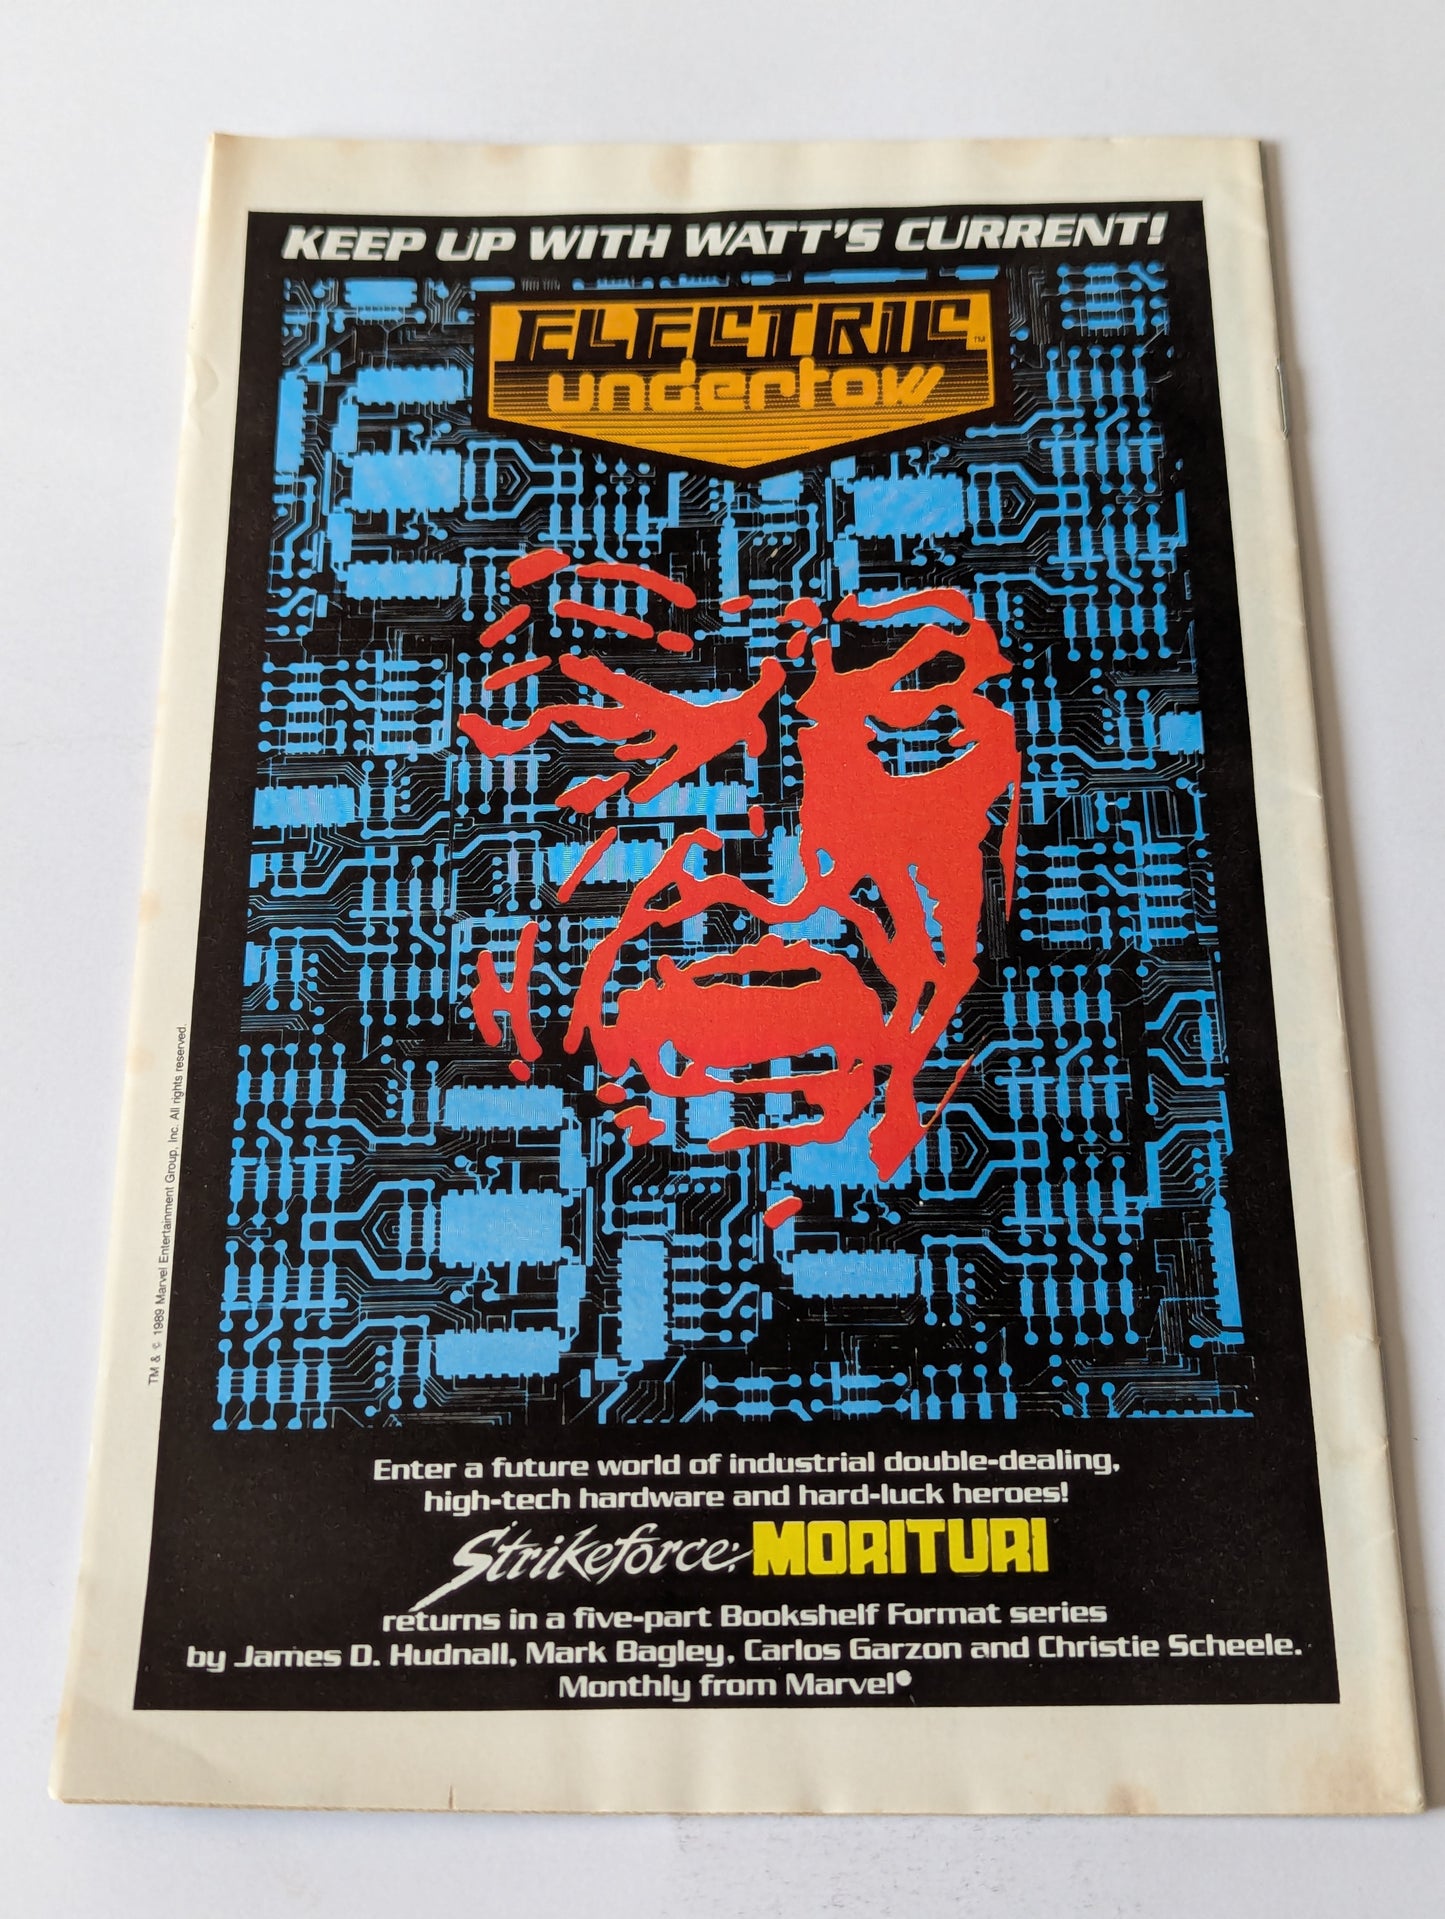 KEEP UP WITH WATT'S CURRENT!
ELECTRIC TM
undertow
TM & © 1989 Marvel Entertainment Group, Inc. All rights reserved.
Enter a future world of industrial double-dealing,
high-tech hardware and hard-luck heroes!
Strikeforce: MORITURI
returns in a five-part Bookshelf Format series
by James D. Hudnall, Mark Bagley, Carlos Garzon and Christie Scheele.
Monthly from Marvel®